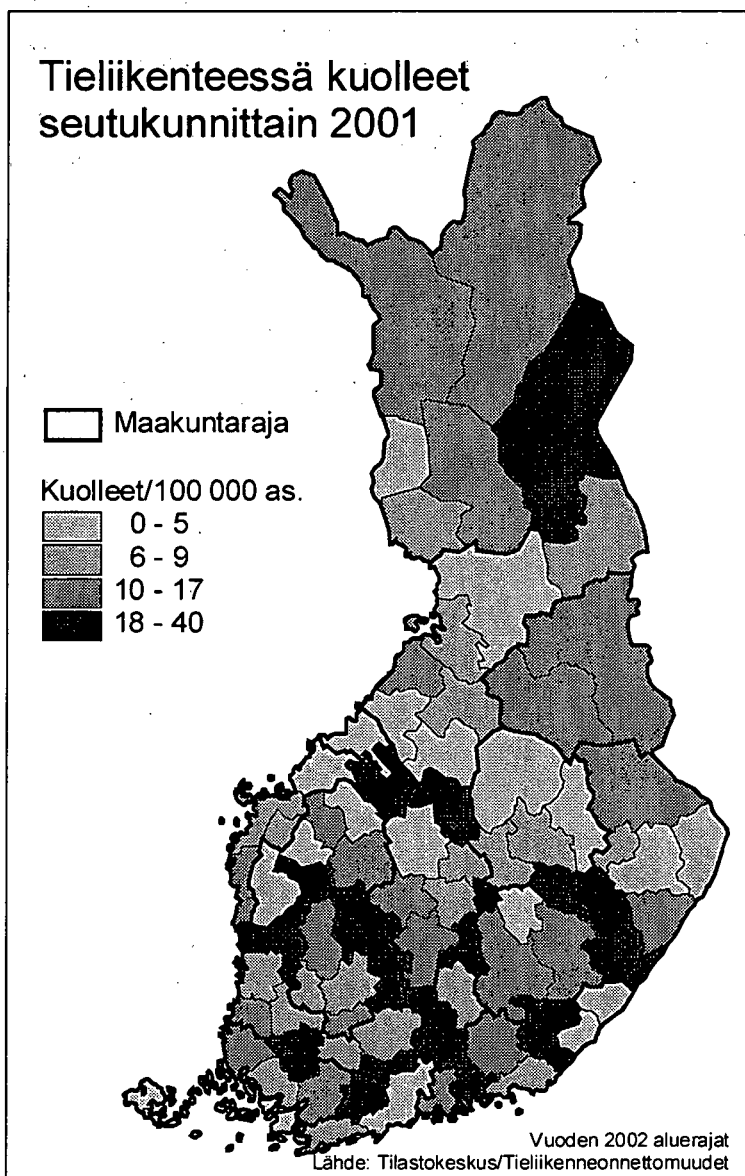 Tieliikenteessä kuolleet
seutukunnittain 2001
Maakuntaraja
Kuolleet/100 000 as.
0 - 5
6 - 9
10 - 17
18 - 40
Vuoden 2002 aluerajat
Lähde: Tilastokeskus/Tieliikenneonnettomuudet